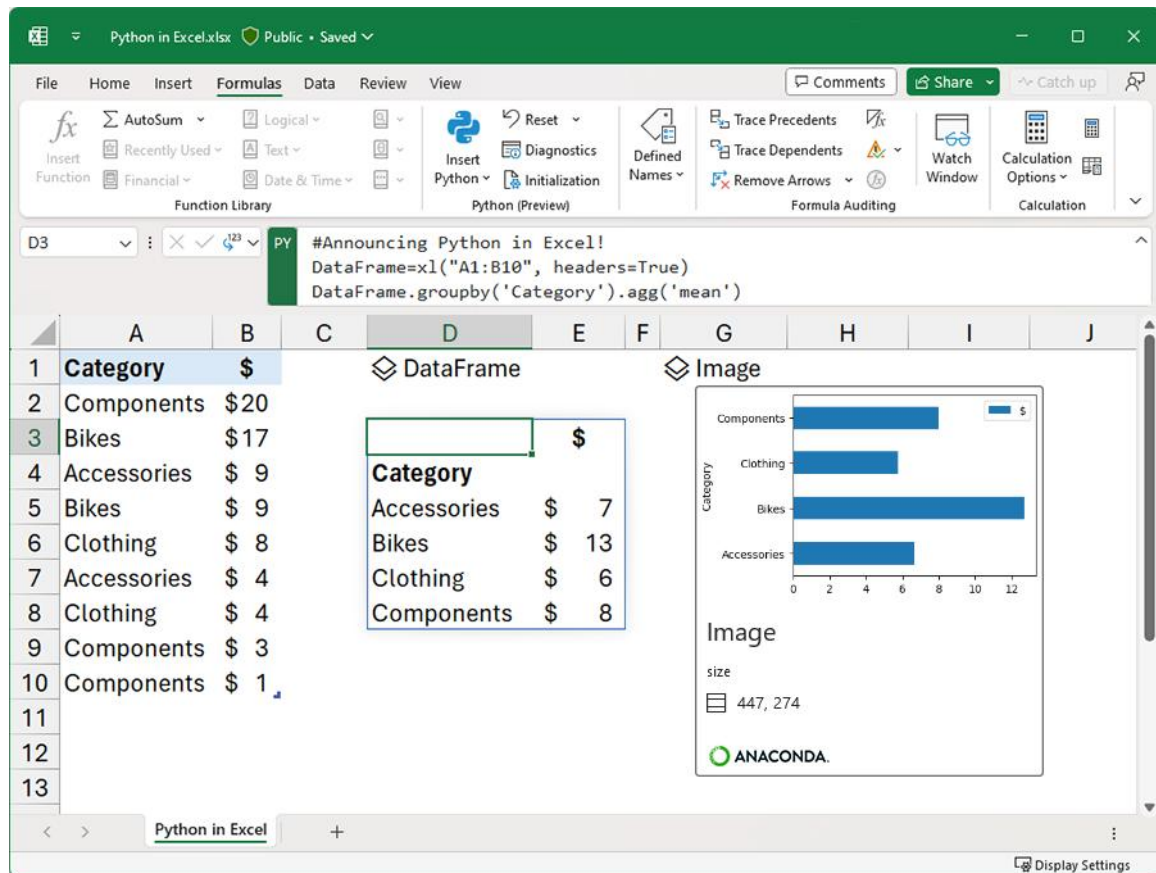 Python in Excel.xlsx Public • Saved
File Home Insert Formulas Data Review View Comments Share Catch up
fx Insert Function
AutoSum
Recently Used
Financial
Logical
Text
Date & Time
Function Library
Insert Python
Reset
Diagnostics
Initialization
Python (Preview)
Defined Names
Trace Precedents
Trace Dependents
Remove Arrows
fx
Formula Auditing
Watch Window
Calculation Options
Calculation
D3 123 PY #Announcing Python in Excel!
DataFrame=xl("A1:B10", headers=True)
DataFrame.groupby('Category').agg('mean')
A B C D E F G H I J
1 Category $ DataFrame Image
2 Components $20
3 Bikes $17 $
4 Accessories $ 9 Category
5 Bikes $ 9 Accessories $ 7
6 Clothing $ 8 Bikes $ 13
7 Accessories $ 4 Clothing $ 6
8 Clothing $ 4 Components $ 8
9 Components $ 3
10 Components $ 1
11
12
13
$
Category
Components
Clothing
Bikes
Accessories
0 2 4 6 8 10 12
Image
size
447, 274
ANACONDA.
Python in Excel
Display Settings